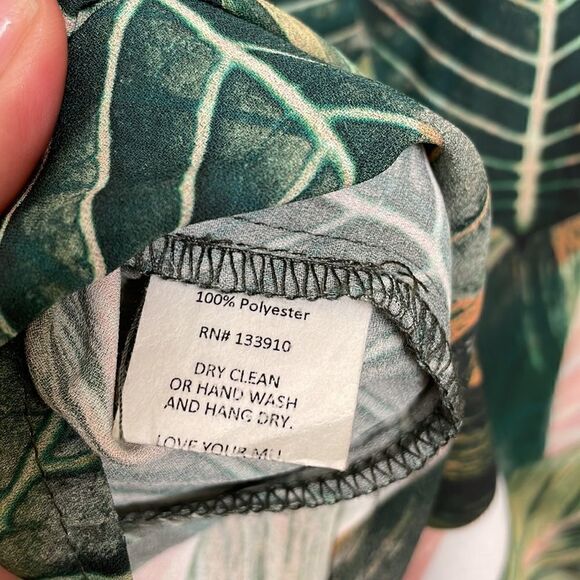 100% Polyester
RN# 133910
DRY CLEAN
OR HAND WASH
AND HANG DRY.
LOVE YOUR